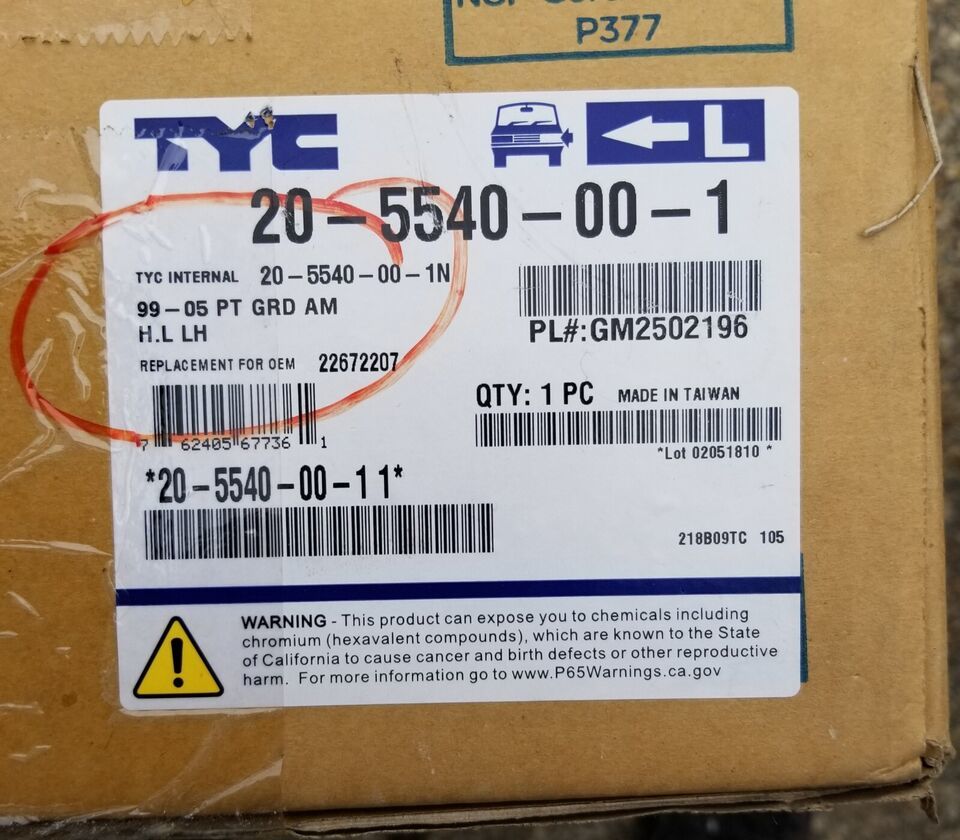 P377
TYC
L
20-5540-00-1
TYC INTERNAL 20-5540-00-1N
99-05 PT GRD AM
H.L LH
PL#:GM2502196
REPLACEMENT FOR OEM 22672207
QTY: 1 PC MADE IN TAIWAN
7 62405 67736 1
*Lot 02051810 *
*20-5540-00-1 1*
218B09TC 105
WARNING - This product can expose you to chemicals including
chromium (hexavalent compounds), which are known to the State
of California to cause cancer and birth defects or other reproductive
harm. For more information go to www.P65Warnings.ca.gov